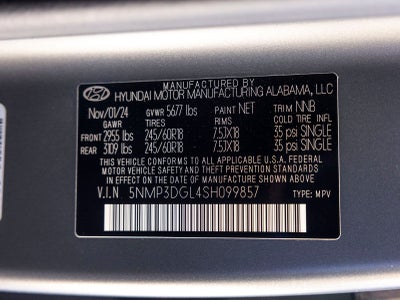 MANUFACTURED BY
HYUNDAI MOTOR MANUFACTURING ALABAMA, LLC
Nov/01/24 GVWR 5677 lbs PAINT NET TRIM NNB
GAWR TIRES RIMS COLD TIRE INFL
FRONT 2955 lbs 245/60R18 7.5JX18 35 psi SINGLE
REAR 3109 lbs 245/60R18 7.5JX18 35 psi SINGLE
THIS VEHICLE CONFORMS TO ALL APPLICABLE U.S.A. FEDERAL
MOTOR VEHICLE SAFETY AND THEFT PREVENTION STANDARDS
IN EFFECT ON THE DATE OF MANUFACTURE SHOWN ABOVE.
V.I.N 5NMP3DGL4SH099857 TYPE: MPV